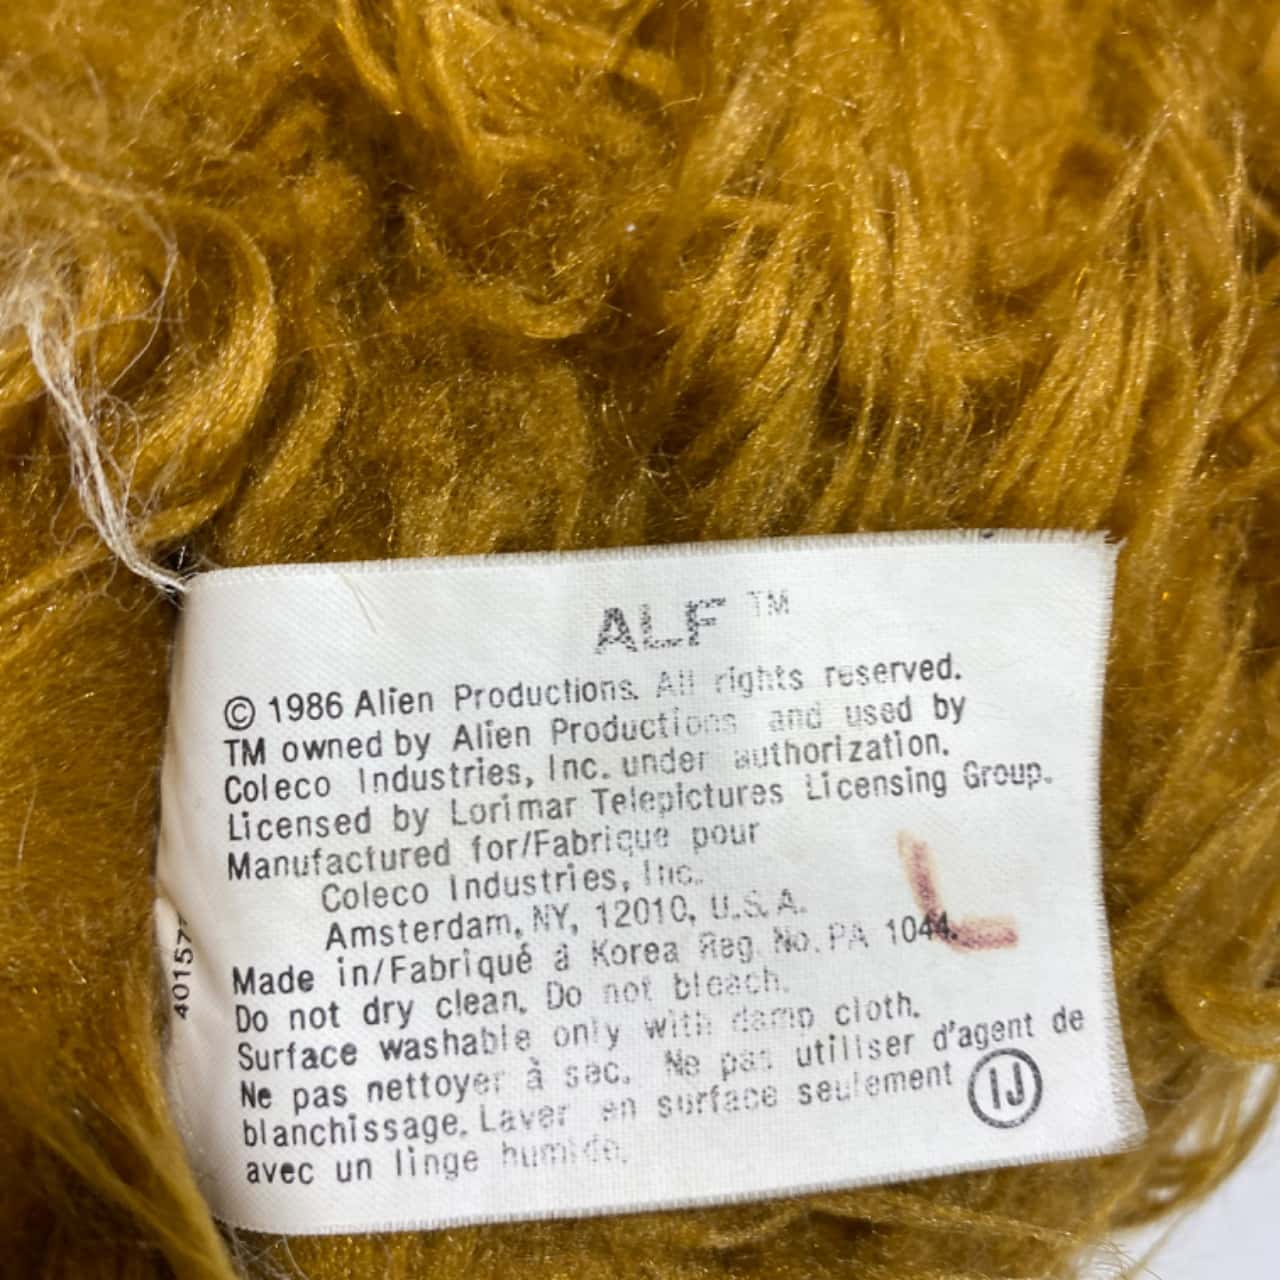 ALF ™
© 1986 Alien Productions. All rights reserved.
TM owned by Alien Productions and used by
Coleco Industries, Inc. under authorization.
Licensed by Lorimar Telepictures Licensing Group.
Manufactured for/Fabrique pour
Coleco Industries, Inc.
Amsterdam, NY, 12010, U.S.A.
Made in/Fabriqué à Korea Reg. No. PA 1044.
Do not dry clean. Do not bleach.
Surface washable only with damp cloth.
Ne pas nettoyer à sec. Ne pas utiliser d'agent de
blanchissage. Laver en surface seulement
avec un linge humide.
IJ
L